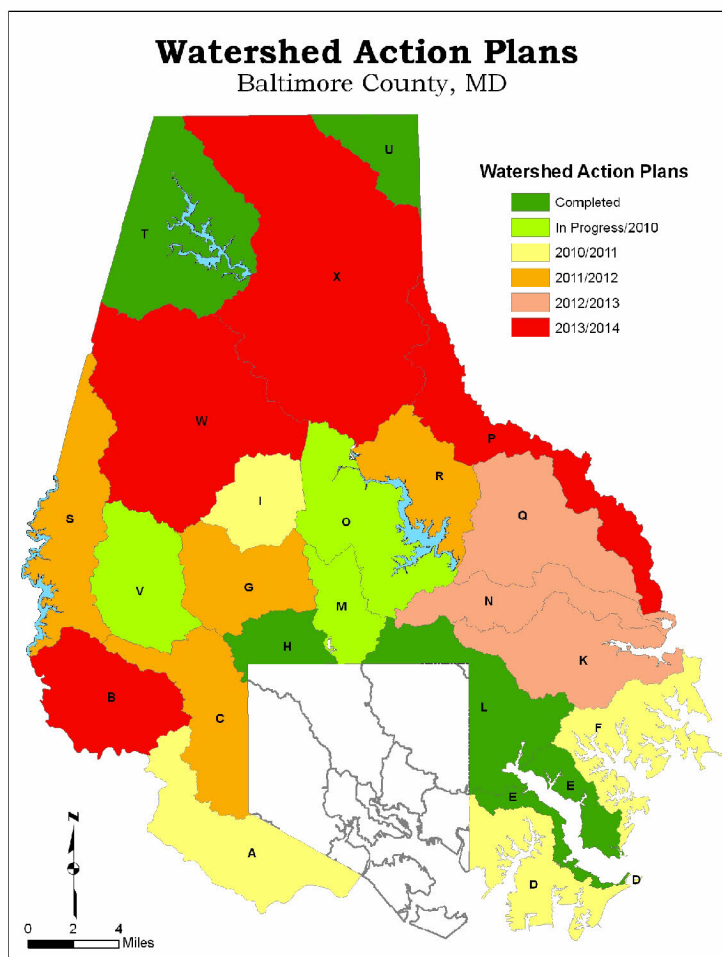 Watershed Action Plans
Baltimore County, MD
U
Watershed Action Plans
Completed
In Progress/2010
2010/2011
2011/2012
2012/2013
2013/2014
T
X
W
P
R
I
S
O
Q
V
G
M
N
H
K
B
C
L
F
E
E
A
D
D
N
0 2 4
Miles